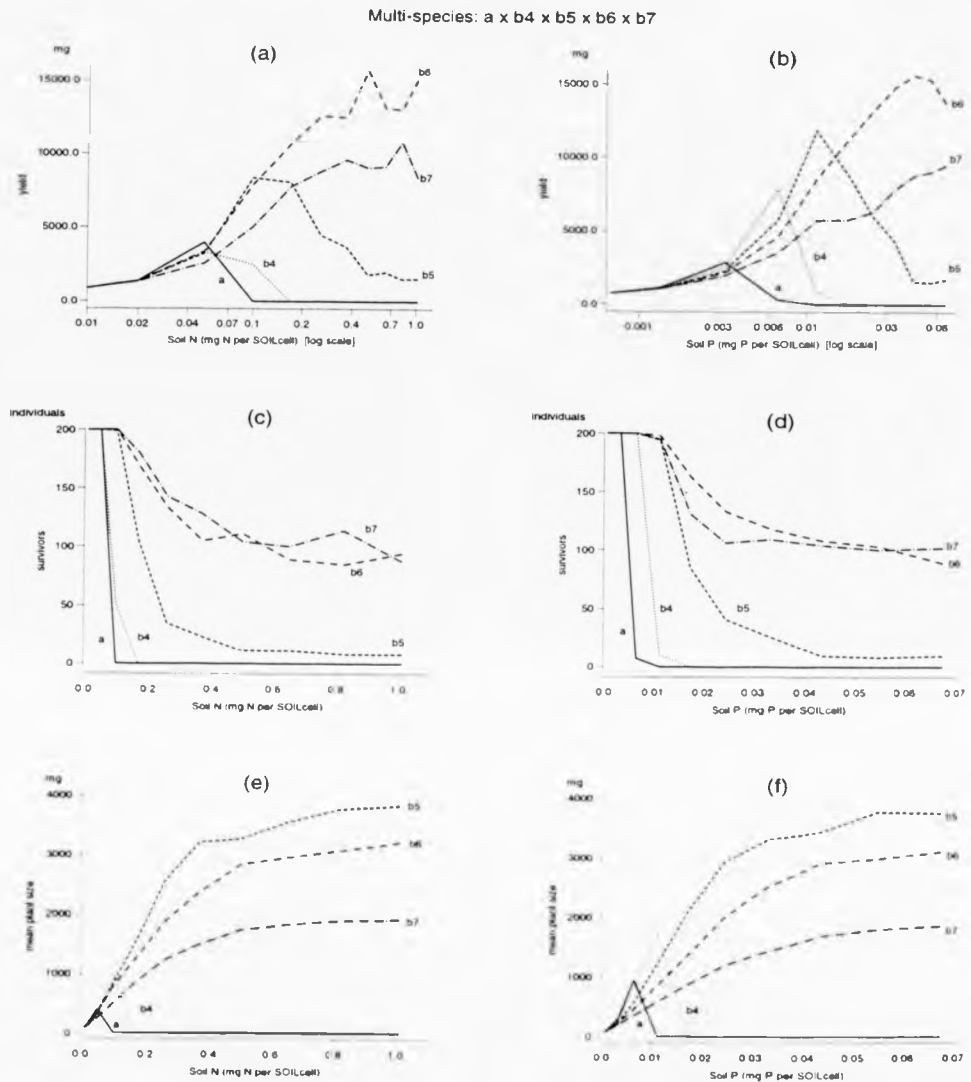 Multi-species: a x b4 x b5 x b6 x b7
(a)
mg
15000.0
10000.0
5000.0
0.0
yield
b6
b7
b4
a
b5
0.01 0.02 0.07 0.1 0.2 0.4 0.7 1.0
Soil N (mg N per SOILcell) [log scale]
(b)
mg
15000.0
10000.0
5000.0
0.0
yield
b6
b7
b4
a
b5
0.001 0.003 0.006 0.01 0.03 0.06
Soil P (mg P per SOILcell) [log scale]
(c)
individuals
200
150
100
50
0
survivors
b7
b6
b4
a
b5
0.0 0.2 0.4 0.6 0.8 1.0
Soil N (mg N per SOILcell)
(d)
individuals
200
150
100
50
0
survivors
b7
b6
b5
b4
a
0.0 0.01 0.02 0.03 0.04 0.05 0.06 0.07
Soil P (mg P per SOILcell)
(e)
mg
4000
3000
2000
1000
0
mean plant size
b5
b6
b7
b4
a
0.0 0.2 0.4 0.6 0.8 1.0
Soil N (mg N per SOILcell)
(f)
mg
4000
3000
2000
1000
0
mean plant size
b5
b6
b7
b4
a
0.0 0.01 0.02 0.03 0.04 0.05 0.06 0.07
Soil P (mg P per SOILcell)